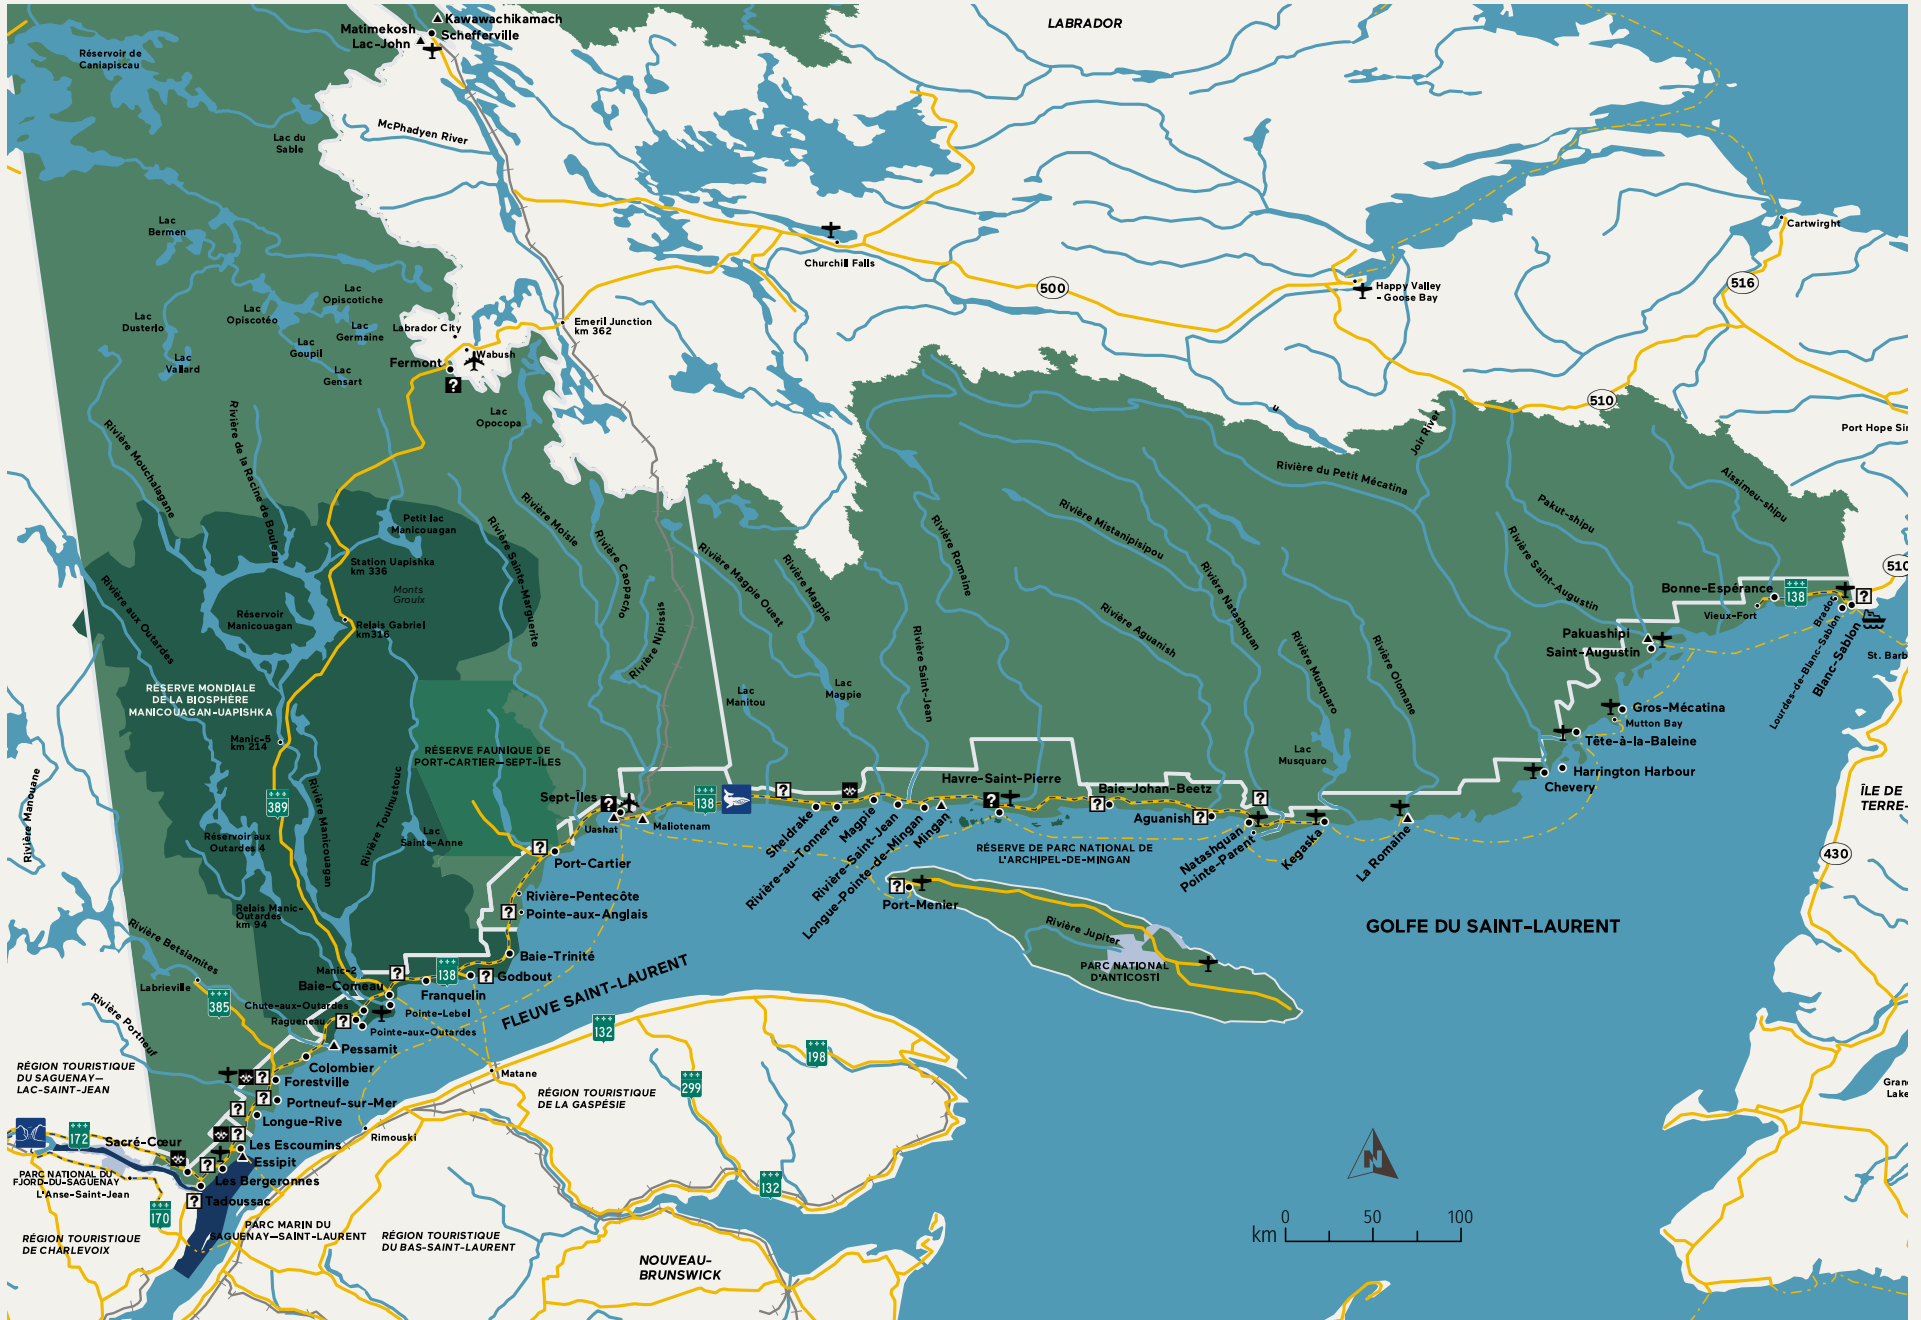 LABRADOR
Kawawachikamach
Matimekosh
Schefferville
Lac-John
Réservoir de
Caniapiscau
McPhadyen River
Lac du
Sable
Lac
Bermen
Cartwirght
Churchill Falls
500
Happy Valley
- Goose Bay
516
Lac
Opiscotiche
Lac
Opiscotéo
Lac
Dusterlo
Lac
Germaine
Labrador City
Emeril Junction
km 362
Lac
Goupil
Wabush
Lac
Vallard
Fermont
?
Lac
Gensart
510
Lac
Opocopa
u
Joir River
Port Hope Sir
Rivière Mouchalagane
Rivière de la Racine de Bouleau
Rivière du Petit Mécatina
Aissimeu-shipu
Petit lac
Manicouagan
Rivière Moisie
Rivière Sainte-Marguerite
Rivière Caopacho
Rivière Nipissis
Rivière Magpie Ouest
Rivière Magpie
Rivière Romaine
Rivière Mistanipisipou
Rivière Natashquan
Pakut-shipu
Rivière Saint-Augustin
Station Uapishka
km 336
Monts
Groulx
510
Rivière aux Outardes
Réservoir
Manicouagan
Relais Gabriel
km316
Rivière Aguanish
Rivière Saint-Jean
Rivière Musquaro
Rivière Olomane
Bonne-Espérance
138
?
Vieux-Fort
Brador
Lourdes-de-Blanc-Sablon
Blanc-Sablon
Pakuashipi
Saint-Augustin
St. Barb
RÉSERVE MONDIALE
DE LA BIOSPHÈRE
MANICOUAGAN-UAPISHKA
Lac
Manitou
Lac
Magpie
Gros-Mécatina
Mutton Bay
Manic-5
km 214
RÉSERVE FAUNIQUE DE
PORT-CARTIER—SEPT-ÎLES
Lac
Musquaro
Tête-à-la-Baleine
Harrington Harbour
Chevery
Rivière Manouane
389
Rivière Manicouagan
Rivière Toulnustouc
Réservoir aux
Outardes 4
Lac
Sainte-Anne
Sept-Îles
?
Uashat
Maliotenam
138
?
Havre-Saint-Pierre
?
Baie-Johan-Beetz
?
Aguanish
?
?
ÎLE DE
TERRE-
Sheldrake
Rivière-au-Tonnerre
Magpie
Rivière-Saint-Jean
Longue-Pointe-de-Mingan
Mingan
RÉSERVE DE PARC NATIONAL DE
L'ARCHIPEL-DE-MINGAN
Natashquan
Pointe-Parent
Kegaska
La Romaine
430
?
Port-Cartier
Rivière-Pentecôte
?
Pointe-aux-Anglais
?
Port-Menier
Rivière Jupiter
PARC NATIONAL
D'ANTICOSTI
GOLFE DU SAINT-LAURENT
Relais Manic-
Outardes
km 94
Rivière Betsiamites
Baie-Trinité
Manic-2
?
138
?
Godbout
Labrieville
Baie-Comeau
Franquelin
FLEUVE SAINT-LAURENT
385
Chute-aux-Outardes
Pointe-Lebel
Ragueneau
?
Pointe-aux-Outardes
Rivière Portneuf
Pessamit
132
198
RÉGION TOURISTIQUE
DU SAGUENAY—
LAC-SAINT-JEAN
Colombier
?
Forestville
Matane
299
RÉGION TOURISTIQUE
DE LA GASPÉSIE
?
Portneuf-sur-Mer
?
Longue-Rive
Rimouski
Gran
Lake
172
Sacré-Cœur
?
Les Escoumins
?
Essipit
PARC NATIONAL DU
FJORD-DU-SAGUENAY
L'Anse-Saint-Jean
Les Bergeronnes
?
Tadoussac
170
132
N
PARC MARIN DU
SAGUENAY—SAINT-LAURENT
RÉGION TOURISTIQUE
DE CHARLEVOIX
RÉGION TOURISTIQUE
DU BAS-SAINT-LAURENT
NOUVEAU-
BRUNSWICK
0 50 100
km